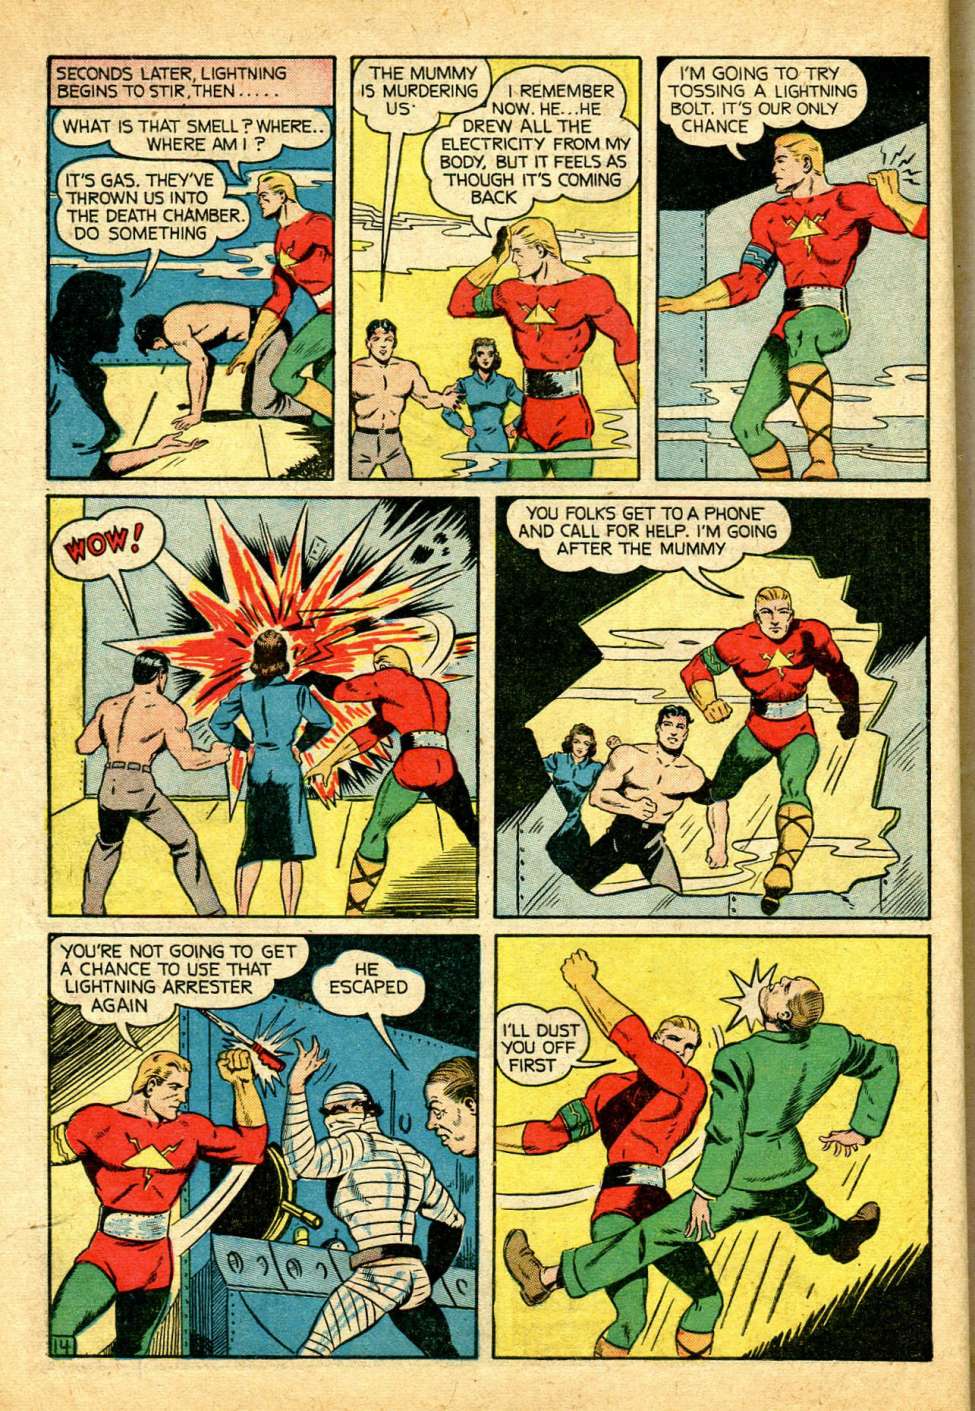 SECONDS LATER, LIGHTNING
BEGINS TO STIR, THEN.....
WHAT IS THAT SMELL? WHERE..
WHERE AM I?
IT'S GAS. THEY'VE
THROWN US INTO
THE DEATH CHAMBER.
DO SOMETHING
THE MUMMY
IS MURDERING
US
I REMEMBER
NOW. HE...HE
DREW ALL THE
ELECTRICITY FROM MY
BODY, BUT IT FEELS AS
THOUGH IT'S COMING
BACK
I'M GOING TO TRY
TOSSING A LIGHTNING
BOLT. IT'S OUR ONLY
CHANCE
WOW!
YOU FOLKS GET TO A PHONE
AND CALL FOR HELP. I'M GOING
AFTER THE MUMMY
YOU'RE NOT GOING TO GET
A CHANCE TO USE THAT
LIGHTNING ARRESTER
AGAIN
HE
ESCAPED
14
I'LL DUST
YOU OFF
FIRST